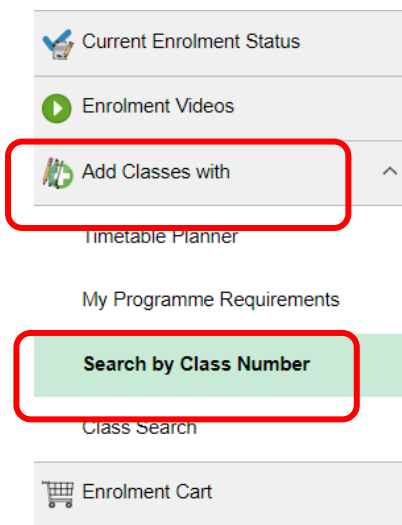 Current Enrolment Status
Enrolment Videos
Add Classes with
Timetable Planner
My Programme Requirements
Search by Class Number
Class Search
Enrolment Cart